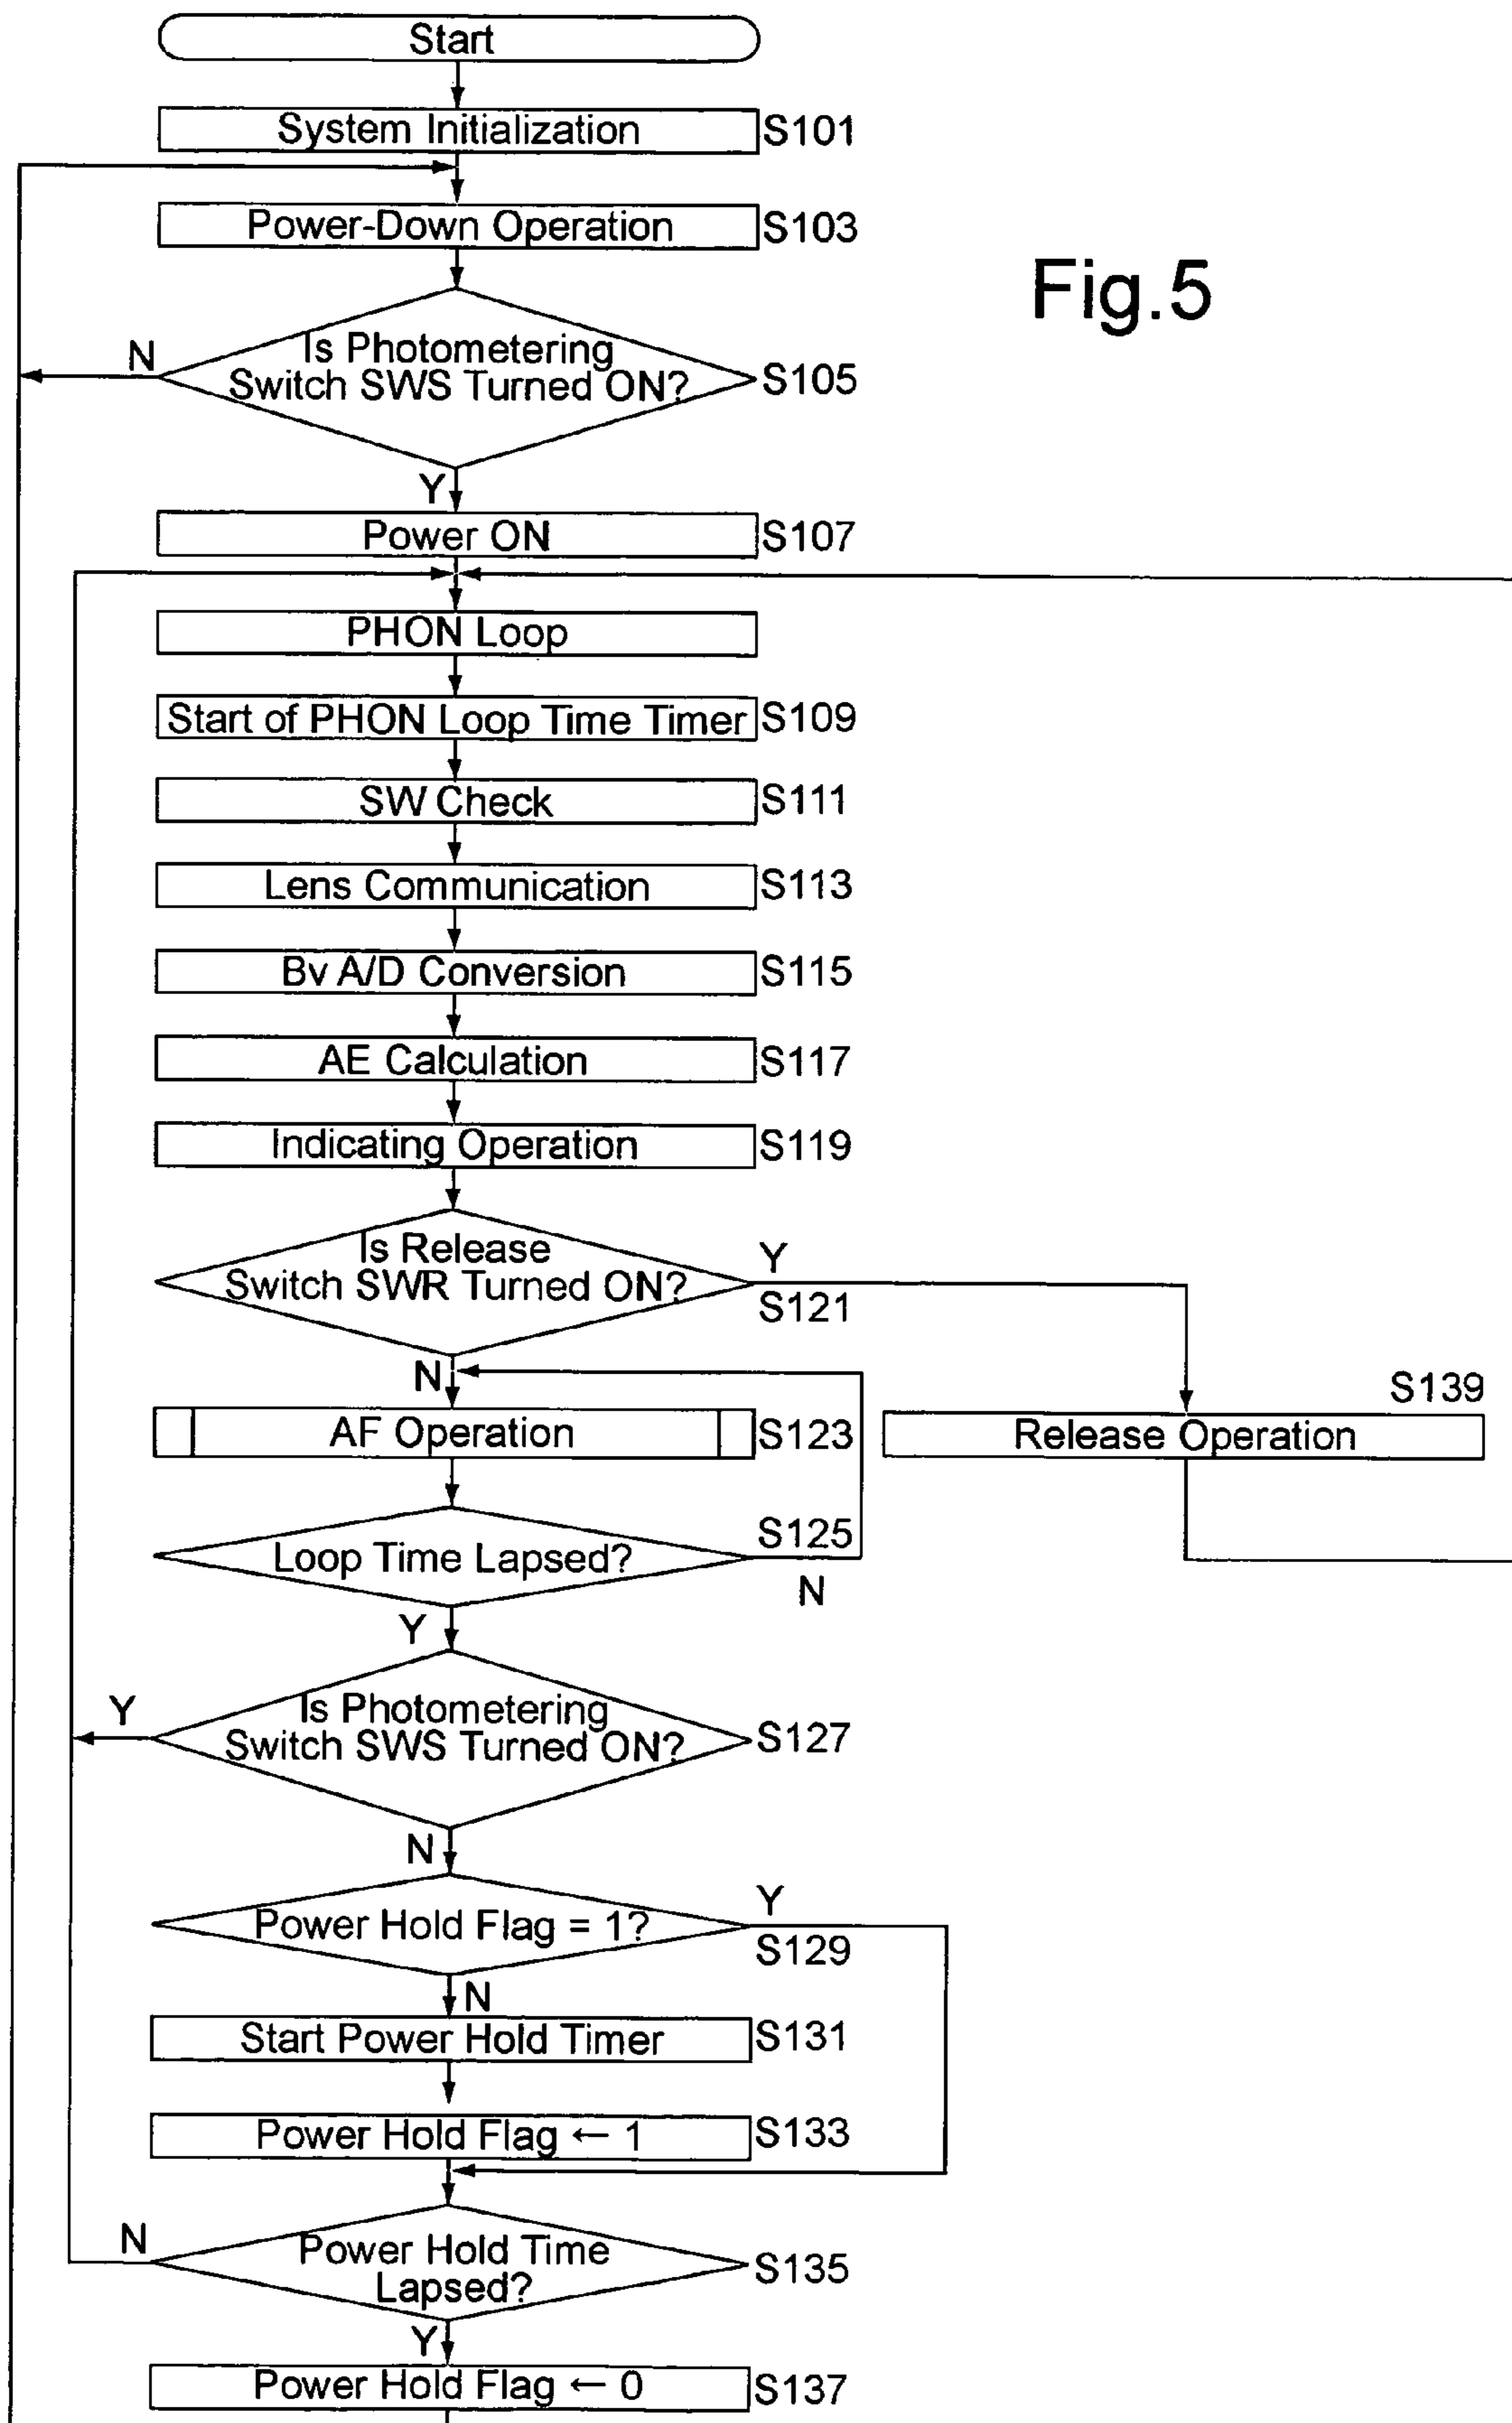 Start
System Initialization S101
Power-Down Operation S103
Fig.5
N
Is Photometering
Switch SWS Turned ON?
S105
Y
Power ON S107
PHON Loop
Start of PHON Loop Time Timer S109
SW Check S111
Lens Communication S113
Bv A/D Conversion S115
AE Calculation S117
Indicating Operation S119
Is Release
Switch SWR Turned ON?
Y
S121
N
AF Operation S123
S139
Release Operation
Loop Time Lapsed?
S125
N
Y
Y
Is Photometering
Switch SWS Turned ON?
S127
N
Power Hold Flag = 1?
Y
S129
N
Start Power Hold Timer S131
Power Hold Flag ← 1 S133
N
Power Hold Time
Lapsed?
S135
Y
Power Hold Flag ← 0 S137